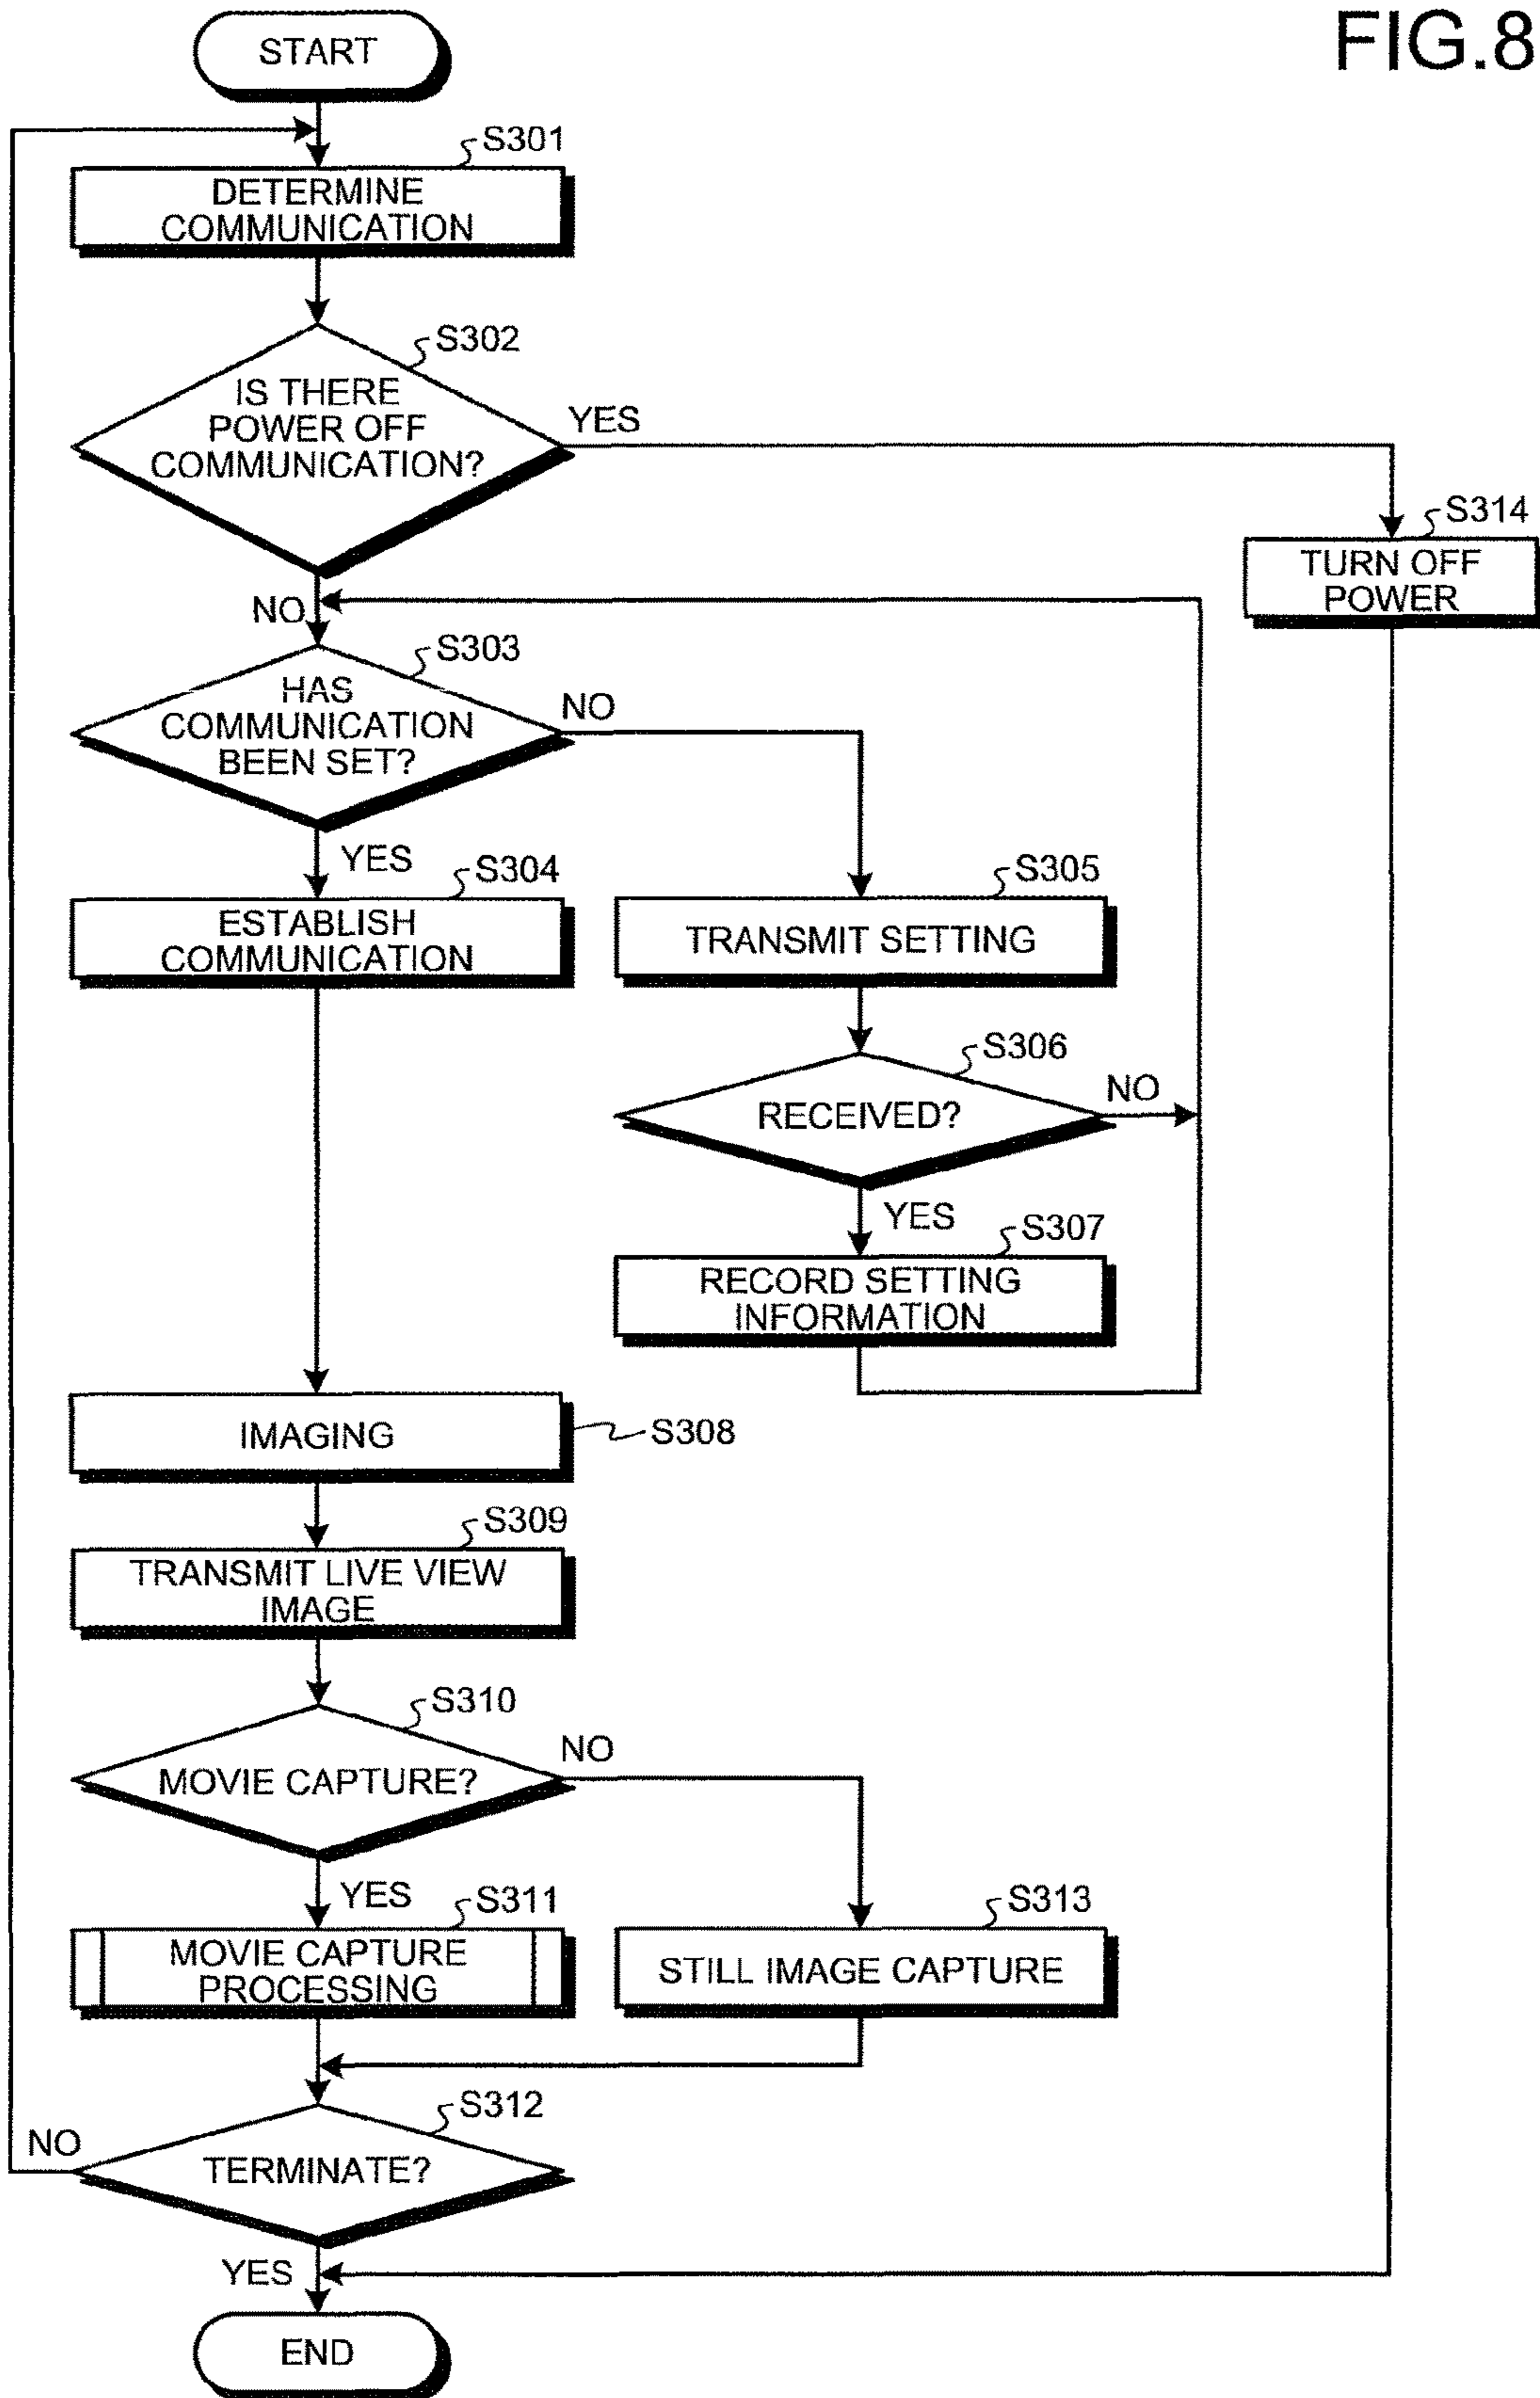 FIG.8
START
S301
DETERMINE
COMMUNICATION
S302
IS THERE
POWER OFF
COMMUNICATION?
YES
S314
TURN OFF
POWER
NO
S303
HAS
COMMUNICATION
BEEN SET?
NO
YES
S304
ESTABLISH
COMMUNICATION
S305
TRANSMIT SETTING
S306
RECEIVED?
NO
YES
S307
RECORD SETTING
INFORMATION
IMAGING
S308
S309
TRANSMIT LIVE VIEW
IMAGE
S310
MOVIE CAPTURE?
NO
YES
S311
MOVIE CAPTURE
PROCESSING
S313
STILL IMAGE CAPTURE
S312
NO
TERMINATE?
YES
END